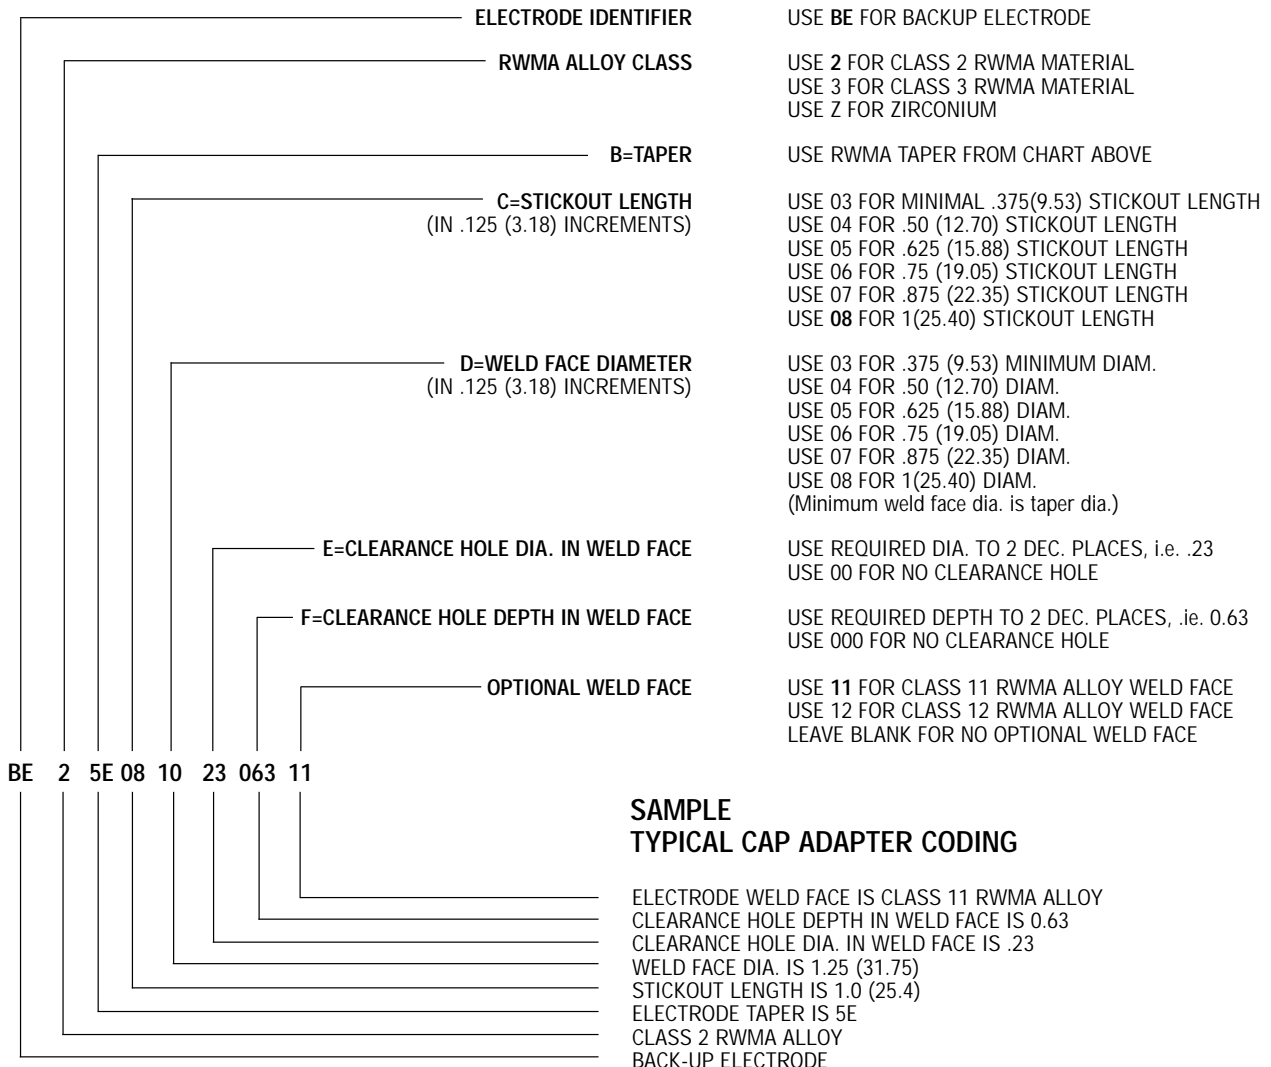 ELECTRODE IDENTIFIER USE BE FOR BACKUP ELECTRODE
RWMA ALLOY CLASS USE 2 FOR CLASS 2 RWMA MATERIAL
USE 3 FOR CLASS 3 RWMA MATERIAL
USE Z FOR ZIRCONIUM
B=TAPER USE RWMA TAPER FROM CHART ABOVE
C=STICKOUT LENGTH USE 03 FOR MINIMAL .375(9.53) STICKOUT LENGTH
(IN .125 (3.18) INCREMENTS) USE 04 FOR .50 (12.70) STICKOUT LENGTH
USE 05 FOR .625 (15.88) STICKOUT LENGTH
USE 06 FOR .75 (19.05) STICKOUT LENGTH
USE 07 FOR .875 (22.35) STICKOUT LENGTH
USE 08 FOR 1(25.40) STICKOUT LENGTH
D=WELD FACE DIAMETER USE 03 FOR .375 (9.53) MINIMUM DIAM.
(IN .125 (3.18) INCREMENTS) USE 04 FOR .50 (12.70) DIAM.
USE 05 FOR .625 (15.88) DIAM.
USE 06 FOR .75 (19.05) DIAM.
USE 07 FOR .875 (22.35) DIAM.
USE 08 FOR 1(25.40) DIAM.
(Minimum weld face dia. is taper dia.)
E=CLEARANCE HOLE DIA. IN WELD FACE USE REQUIRED DIA. TO 2 DEC. PLACES, i.e. .23
USE 00 FOR NO CLEARANCE HOLE
F=CLEARANCE HOLE DEPTH IN WELD FACE USE REQUIRED DEPTH TO 2 DEC. PLACES, .ie. 0.63
USE 000 FOR NO CLEARANCE HOLE
OPTIONAL WELD FACE USE 11 FOR CLASS 11 RWMA ALLOY WELD FACE
USE 12 FOR CLASS 12 RWMA ALLOY WELD FACE
LEAVE BLANK FOR NO OPTIONAL WELD FACE
BE 2 5E 08 10 23 063 11
SAMPLE
TYPICAL CAP ADAPTER CODING
ELECTRODE WELD FACE IS CLASS 11 RWMA ALLOY
CLEARANCE HOLE DEPTH IN WELD FACE IS 0.63
CLEARANCE HOLE DIA. IN WELD FACE IS .23
WELD FACE DIA. IS 1.25 (31.75)
STICKOUT LENGTH IS 1.0 (25.4)
ELECTRODE TAPER IS 5E
CLASS 2 RWMA ALLOY
BACK-UP ELECTRODE